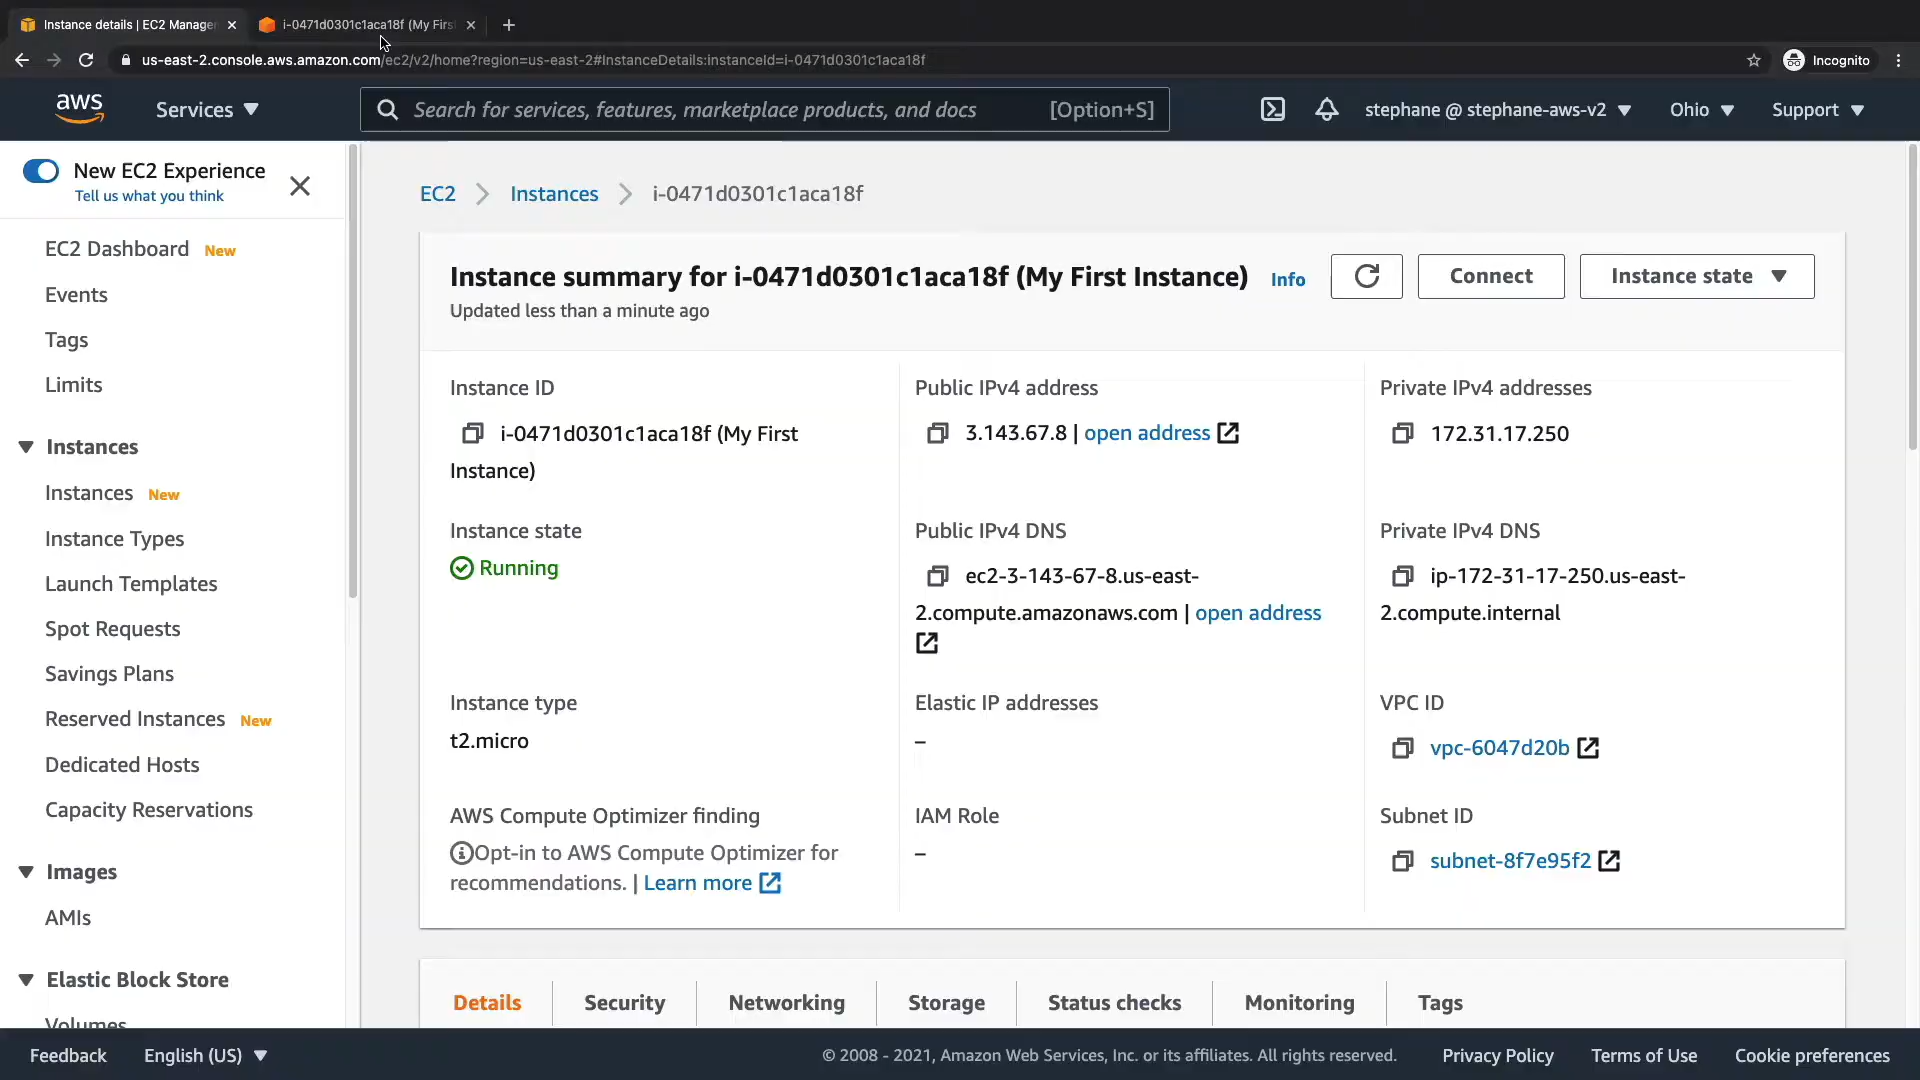 Instance details | EC2 Manage
i-0471d0301c1aca18f (My Firs
us-east-2.console.aws.amazon.com/ec2/v2/home?region=us-east-2#InstanceDetails:instanceId=i-0471d0301c1aca18f
Incognito
aws
Services
Search for services, features, marketplace products, and docs
[Option+S]
stephane @ stephane-aws-v2
Ohio
Support
New EC2 Experience
Tell us what you think
EC2 Dashboard New
Events
Tags
Limits
Instances
Instances New
Instance Types
Launch Templates
Spot Requests
Savings Plans
Reserved Instances New
Dedicated Hosts
Capacity Reservations
Images
AMIs
Elastic Block Store
Volumes
EC2 > Instances > i-0471d0301c1aca18f
Instance summary for i-0471d0301c1aca18f (My First Instance) Info
Connect
Instance state
Updated less than a minute ago
Instance ID
i-0471d0301c1aca18f (My First
Instance)
Public IPv4 address
3.143.67.8 | open address
Private IPv4 addresses
172.31.17.250
Instance state
Running
Public IPv4 DNS
ec2-3-143-67-8.us-east-
2.compute.amazonaws.com | open address
Private IPv4 DNS
ip-172-31-17-250.us-east-
2.compute.internal
Instance type
t2.micro
Elastic IP addresses
–
VPC ID
vpc-6047d20b
AWS Compute Optimizer finding
Opt-in to AWS Compute Optimizer for
recommendations. | Learn more
IAM Role
–
Subnet ID
subnet-8f7e95f2
Details
Security
Networking
Storage
Status checks
Monitoring
Tags
Feedback
English (US)
© 2008 - 2021, Amazon Web Services, Inc. or its affiliates. All rights reserved.
Privacy Policy
Terms of Use
Cookie preferences